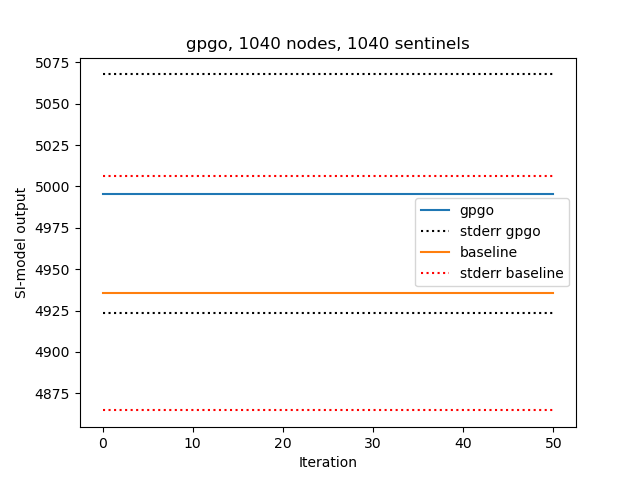 gpgo, 1040 nodes, 1040 sentinels
5075
5050
5025
5000
4975
4950
4925
4900
4875
SI-model output
gpgo
stderr gpgo
baseline
stderr baseline
0 10 20 30 40 50
Iteration